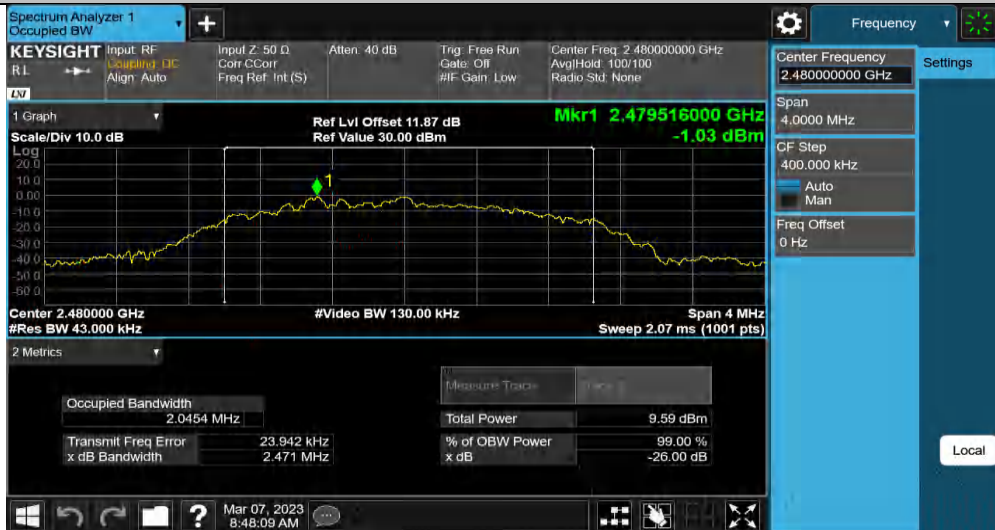 Spectrum Analyzer 1
Occupied BW
Frequency
KEYSIGHT
RL
LXI
Input: RF
Coupling: DC
Align: Auto
Input Z: 50 Ω
Corr CCorr
Freq Ref: Int (S)
Atten: 40 dB
Trig: Free Run
Gate: Off
#IF Gain: Low
Center Freq: 2.480000000 GHz
Avg|Hold: 100/100
Radio Std: None
Center Frequency
2.480000000 GHz
Settings
Span
4.0000 MHz
CF Step
400.000 kHz
Auto
Man
Freq Offset
0 Hz
Local
1 Graph
Scale/Div 10.0 dB
Ref Lvl Offset 11.87 dB
Ref Value 30.00 dBm
Mkr1 2.479516000 GHz
-1.03 dBm
Log
20.0
10.0
0.00
-10.0
-20.0
-30.0
-40.0
-50.0
-60.0
1
Center 2.480000 GHz
#Res BW 43.000 kHz
#Video BW 130.00 kHz
Span 4 MHz
Sweep 2.07 ms (1001 pts)
2 Metrics
Measure Trace
Occupied Bandwidth
2.0454 MHz
Total Power 9.59 dBm
Transmit Freq Error 23.942 kHz
% of OBW Power 99.00 %
x dB Bandwidth 2.471 MHz
x dB -26.00 dB
?
Mar 07, 2023
8:48:09 AM